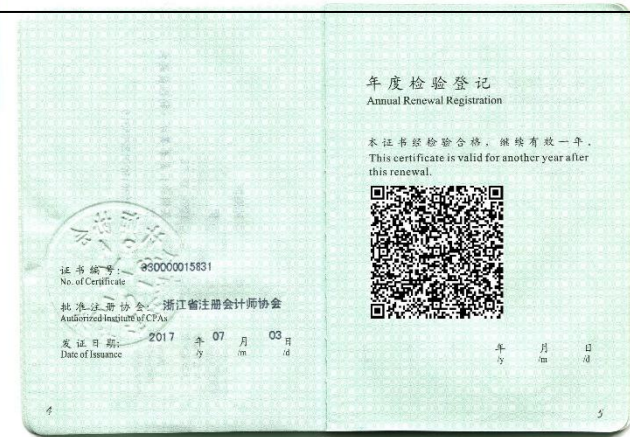 证书编号: 330000015831
No. of Certificate
批准注册协会: 浙江省注册会计师协会
Authorized Institute of CPAs
发证日期: 2017 年 07 月 03 日
Date of Issuance /y /m /d
4
年度检验登记
Annual Renewal Registration
本证书经检验合格,继续有效一年。
This certificate is valid for another year after
this renewal.
年 月 日
/y /m /d
5